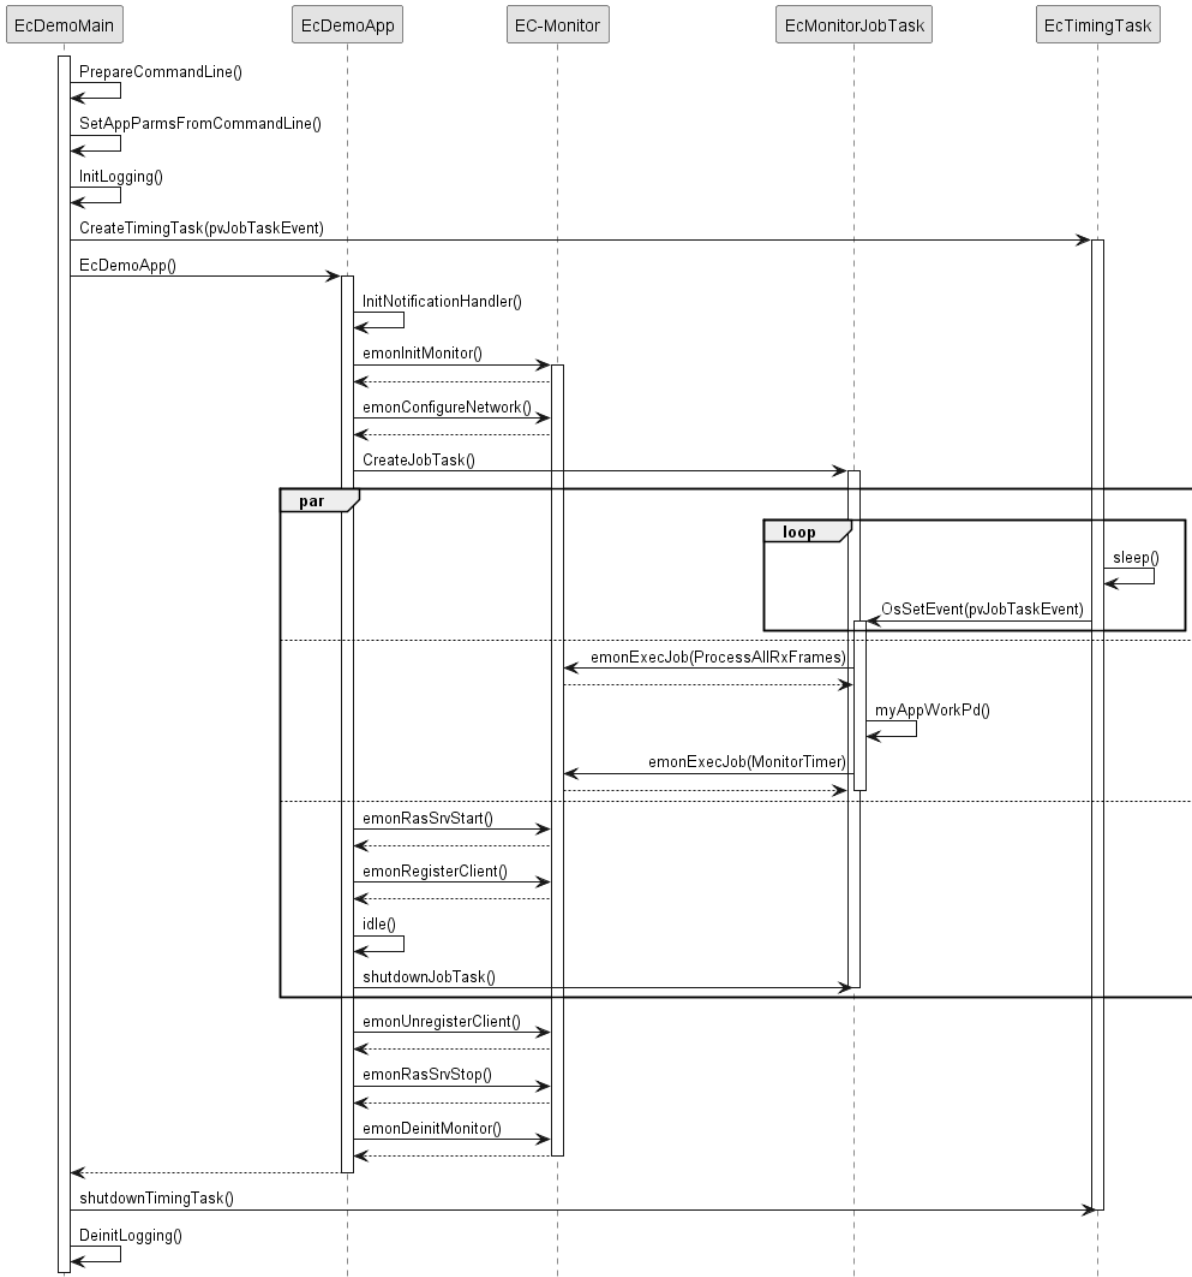 EcDemoMain EcDemoApp EC-Monitor EcMonitorJobTask EcTimingTask
PrepareCommandLine()
SetAppParmsFromCommandLine()
InitLogging()
CreateTimingTask(pvJobTaskEvent)
EcDemoApp()
InitNotificationHandler()
emonInitMonitor()
emonConfigureNetwork()
CreateJobTask()
par
loop
sleep()
OsSetEvent(pvJobTaskEvent)
emonExecJob(ProcessAllRxFrames)
myAppWorkPd()
emonExecJob(MonitorTimer)
emonRasSrvStart()
emonRegisterClient()
idle()
shutdownJobTask()
emonUnregisterClient()
emonRasSrvStop()
emonDeinitMonitor()
shutdownTimingTask()
DeinitLogging()